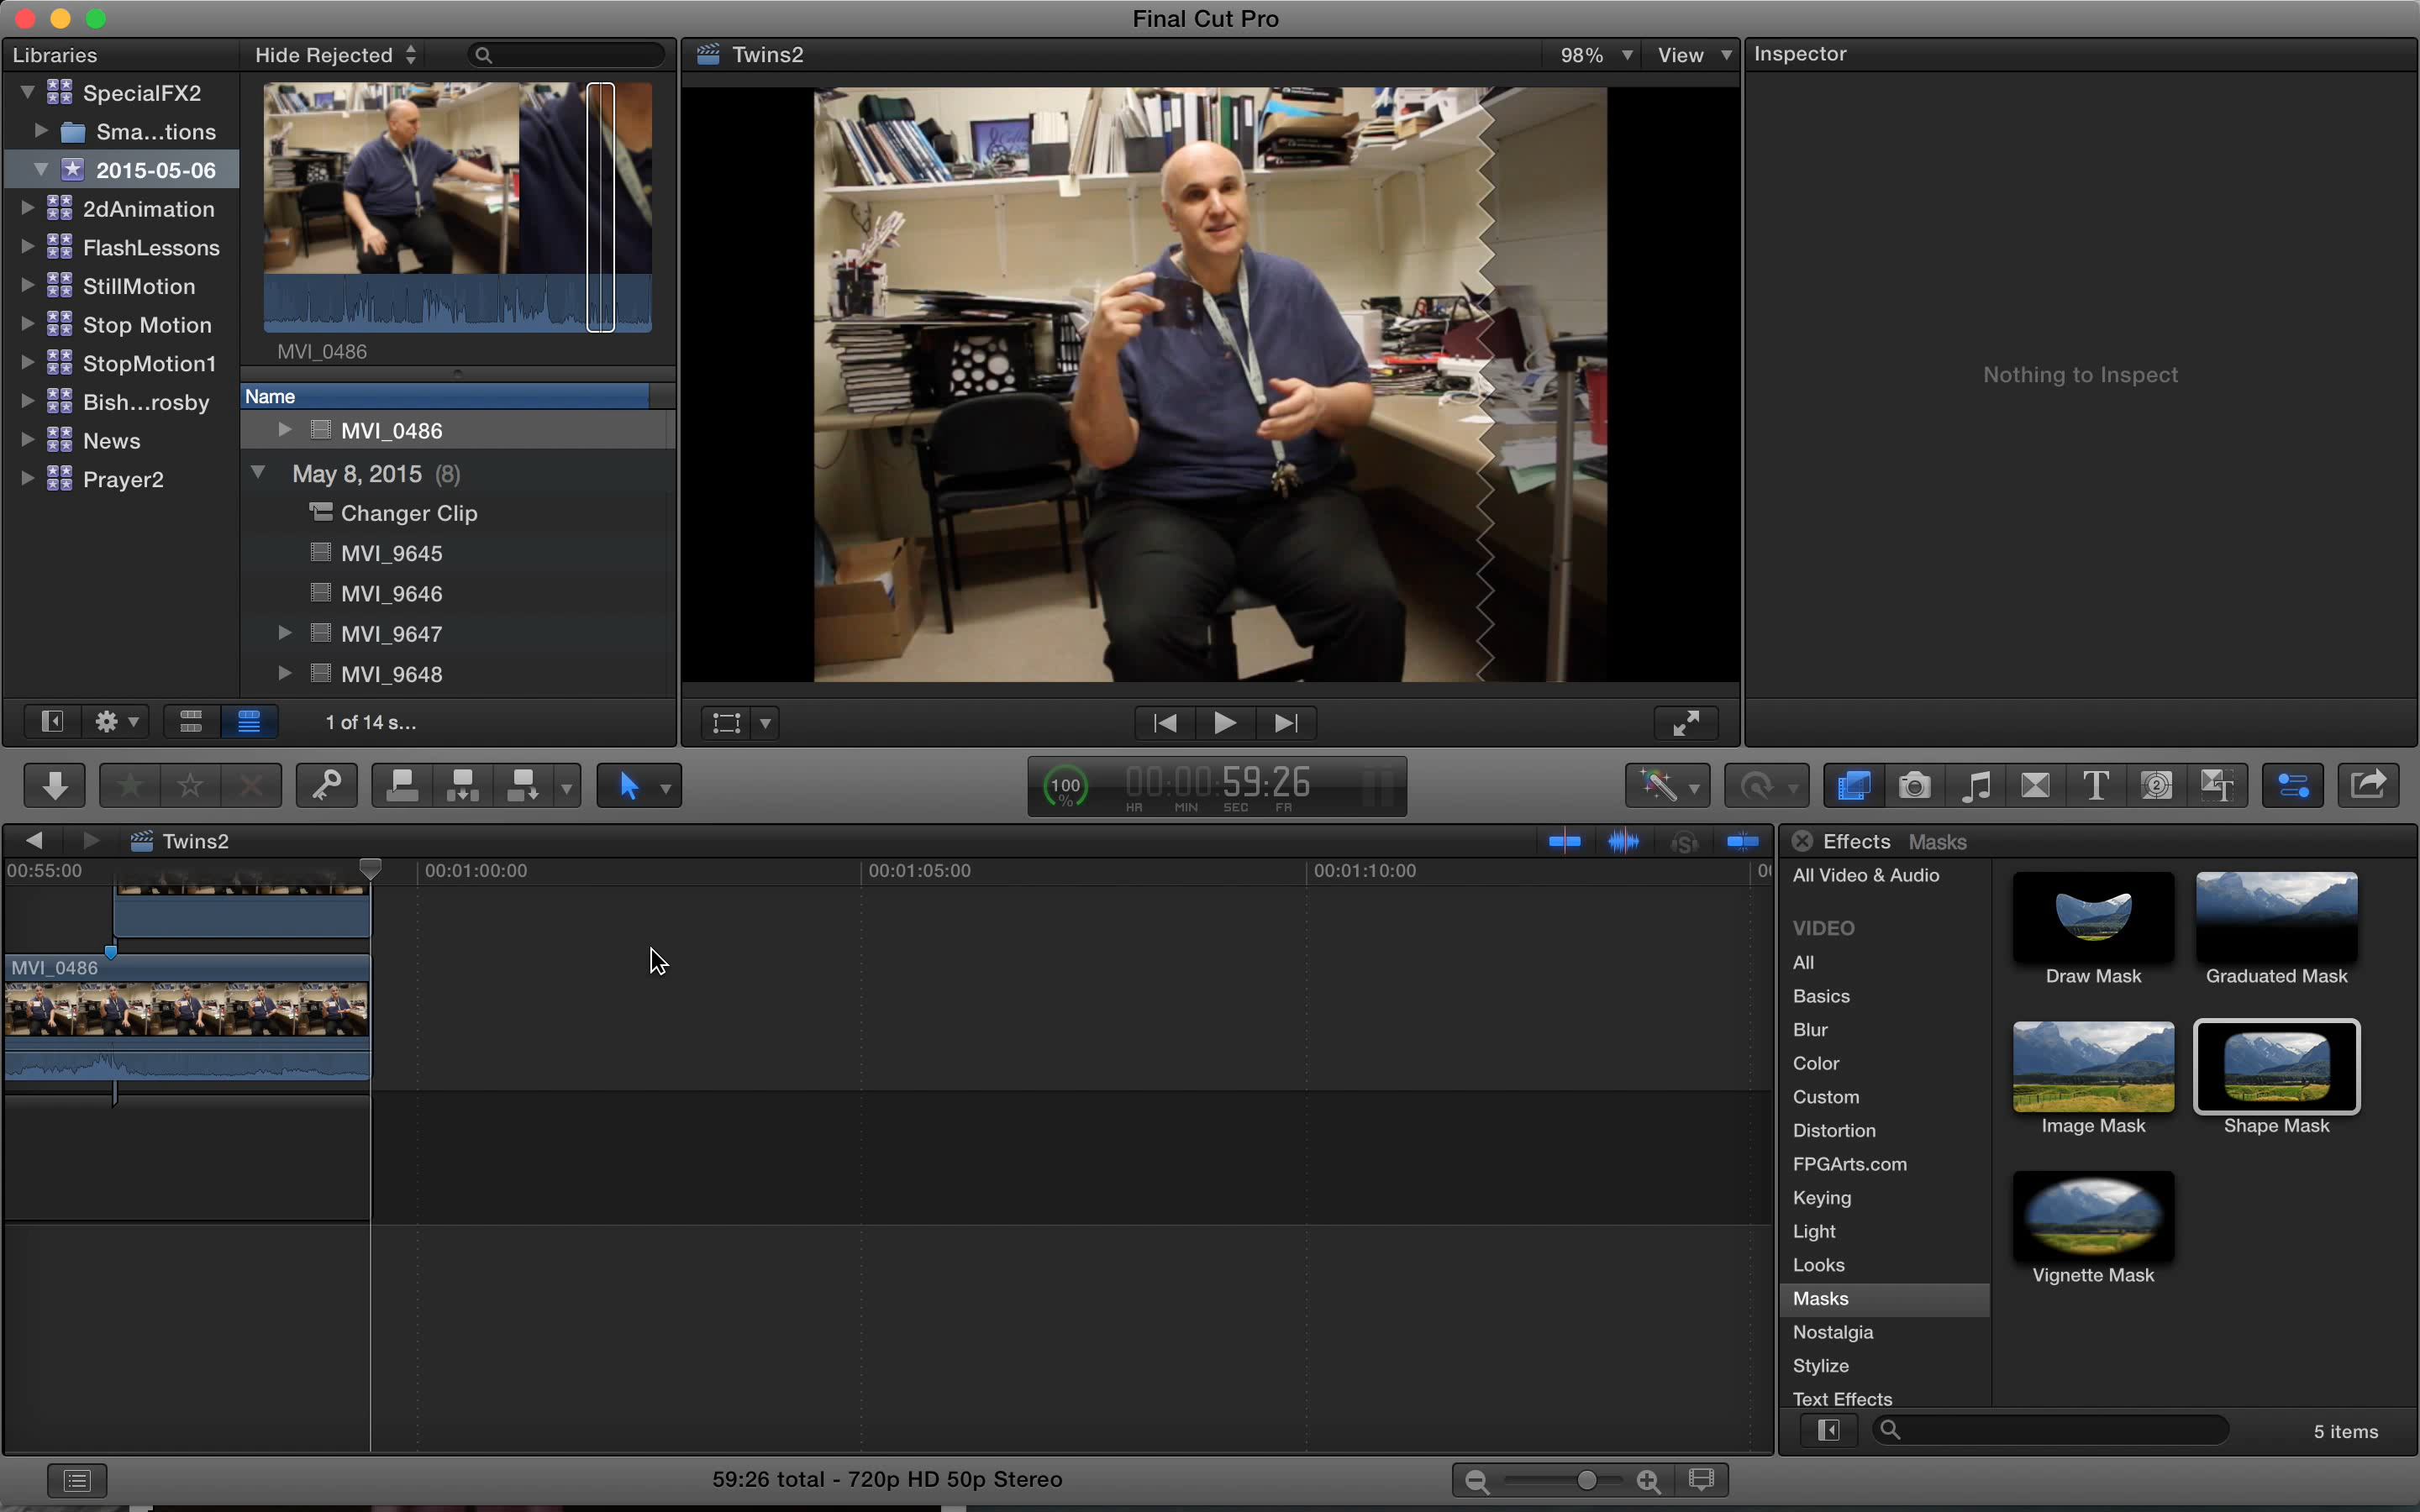 Final Cut Pro
Libraries
Hide Rejected
SpecialFX2
Sma...tions
2015-05-06
2dAnimation
FlashLessons
StillMotion
Stop Motion
StopMotion1
Bish...rosby
News
Prayer2
MVI_0486
Name
MVI_0486
May 8, 2015 (8)
Changer Clip
MVI_9645
MVI_9646
MVI_9647
MVI_9648
1 of 14 s...
Twins2
98%
View
Inspector
Nothing to Inspect
100
%
00:00:59:26
HR MIN SEC FR
Twins2
00:55:00
00:01:00:00
00:01:05:00
00:01:10:00
MVI_0486
Effects Masks
All Video & Audio
VIDEO
All
Basics
Blur
Color
Custom
Distortion
FPGArts.com
Keying
Light
Looks
Masks
Nostalgia
Stylize
Text Effects
Draw Mask
Graduated Mask
Image Mask
Shape Mask
Vignette Mask
5 items
59:26 total - 720p HD 50p Stereo